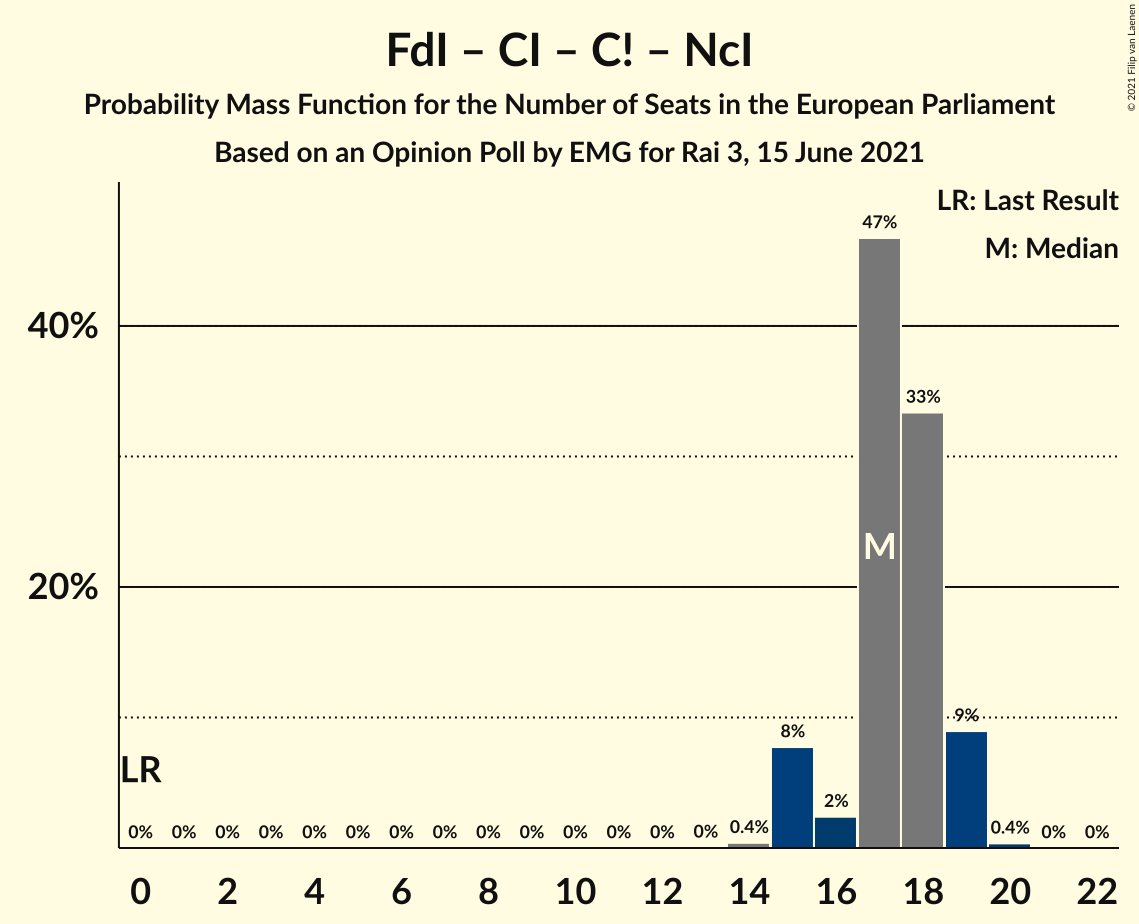 FdI – CI – C! – NcI
Probability Mass Function for the Number of Seats in the European Parliament
Based on an Opinion Poll by EMG for Rai 3, 15 June 2021
© 2021 Filip van Laenen
LR: Last Result
M: Median
47%
40%
33%
M
20%
9%
8%
LR
2%
0% 0% 0% 0% 0% 0% 0% 0% 0% 0% 0% 0% 0% 0% 0.4% 0.4% 0% 0%
0 2 4 6 8 10 12 14 16 18 20 22